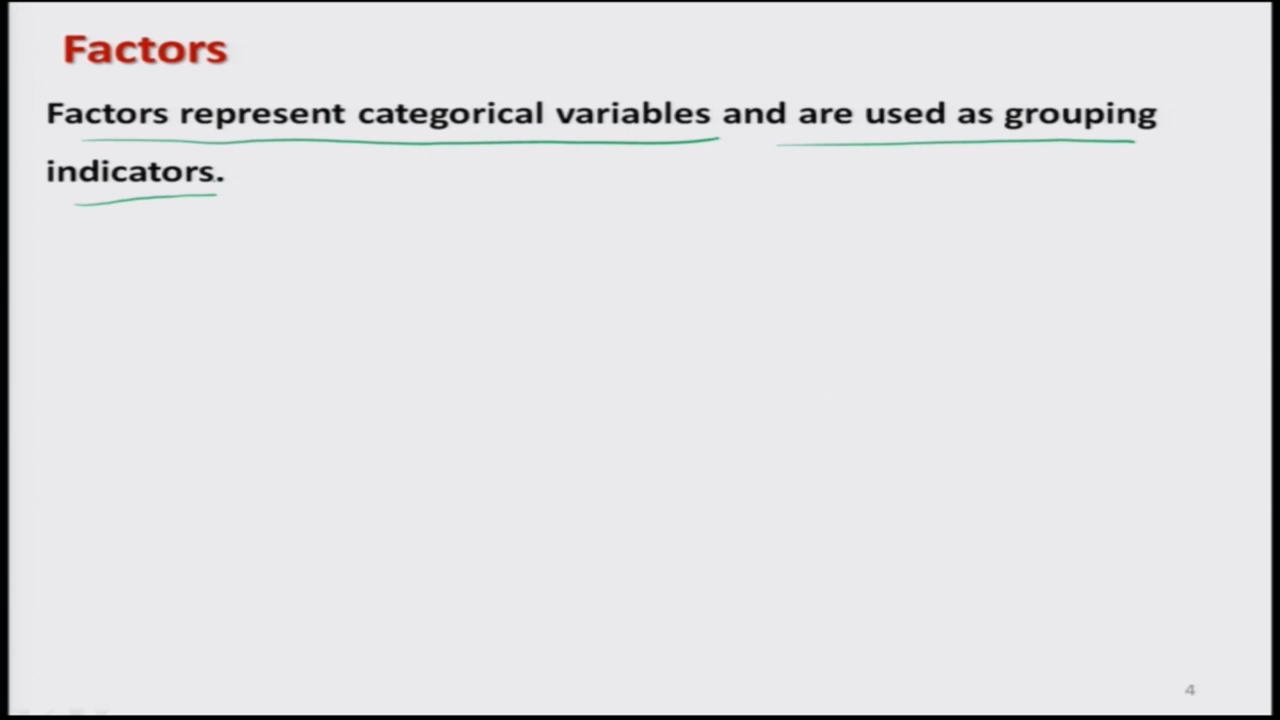 Factors
Factors represent categorical variables and are used as grouping
indicators.
4